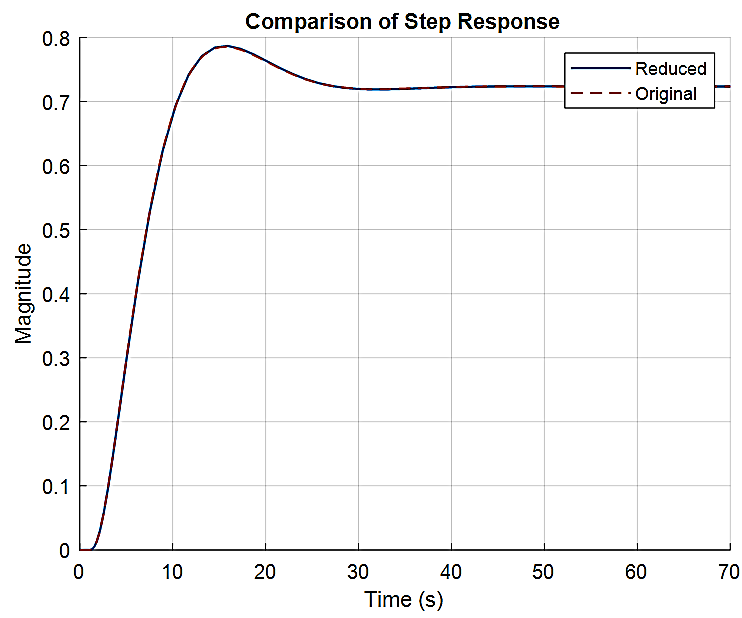 Comparison of Step Response
Reduced
Original
0.8
0.7
0.6
0.5
0.4
0.3
0.2
0.1
0
Magnitude
0 10 20 30 40 50 60 70
Time (s)